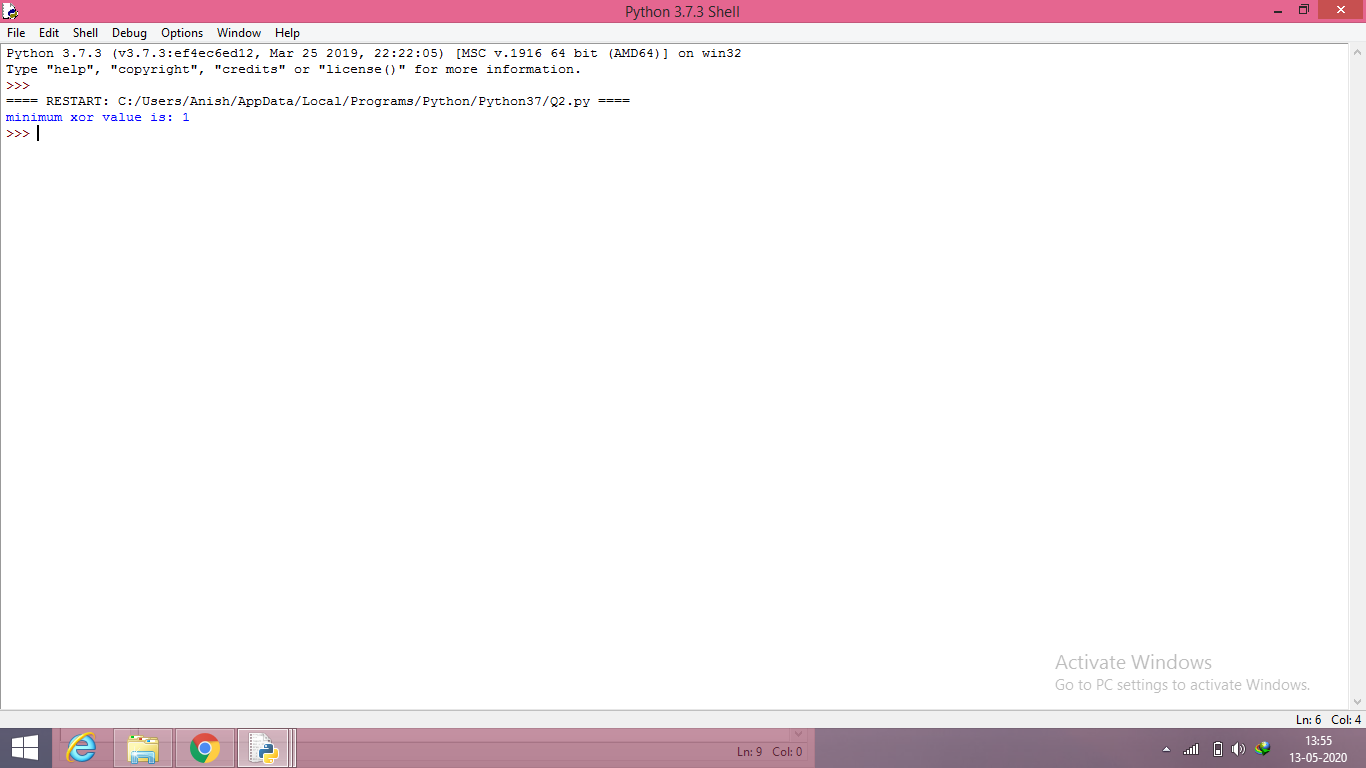 Python 3.7.3 Shell
File Edit Shell Debug Options Window Help
Python 3.7.3 (v3.7.3:ef4ec6ed12, Mar 25 2019, 22:22:05) [MSC v.1916 64 bit (AMD64)] on win32
Type "help", "copyright", "credits" or "license()" for more information.
>>>
==== RESTART: C:/Users/Anish/AppData/Local/Programs/Python/Python37/Q2.py ====
minimum xor value is: 1
>>>
Activate Windows
Go to PC settings to activate Windows.
Ln: 6 Col: 4
Ln: 9 Col: 0
13:55
13-05-2020